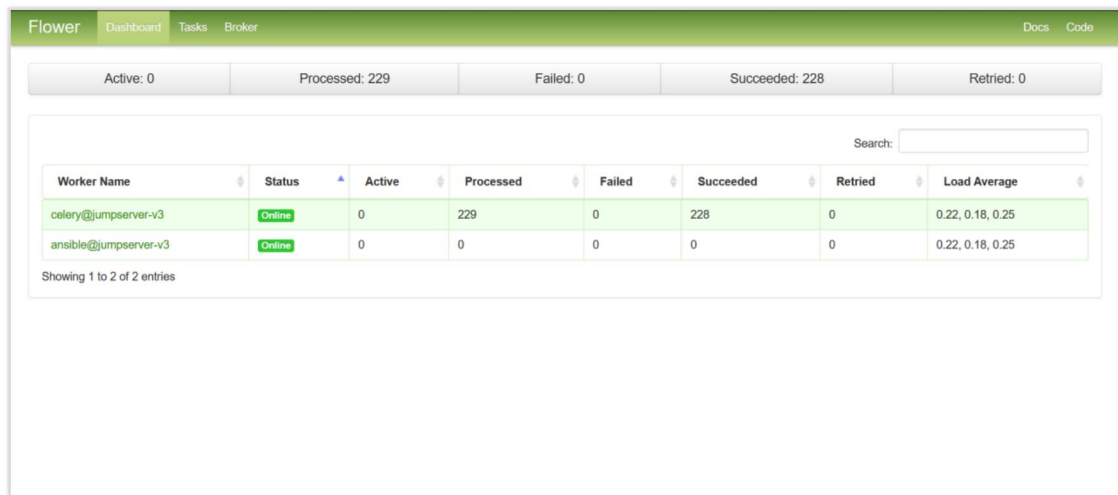 Flower Dashboard Tasks Broker Docs Code
Active: 0 Processed: 229 Failed: 0 Succeeded: 228 Retried: 0
Search:
Worker Name Status Active Processed Failed Succeeded Retried Load Average
celery@jumpserver-v3 Online 0 229 0 228 0 0.22, 0.18, 0.25
ansible@jumpserver-v3 Online 0 0 0 0 0 0.22, 0.18, 0.25
Showing 1 to 2 of 2 entries